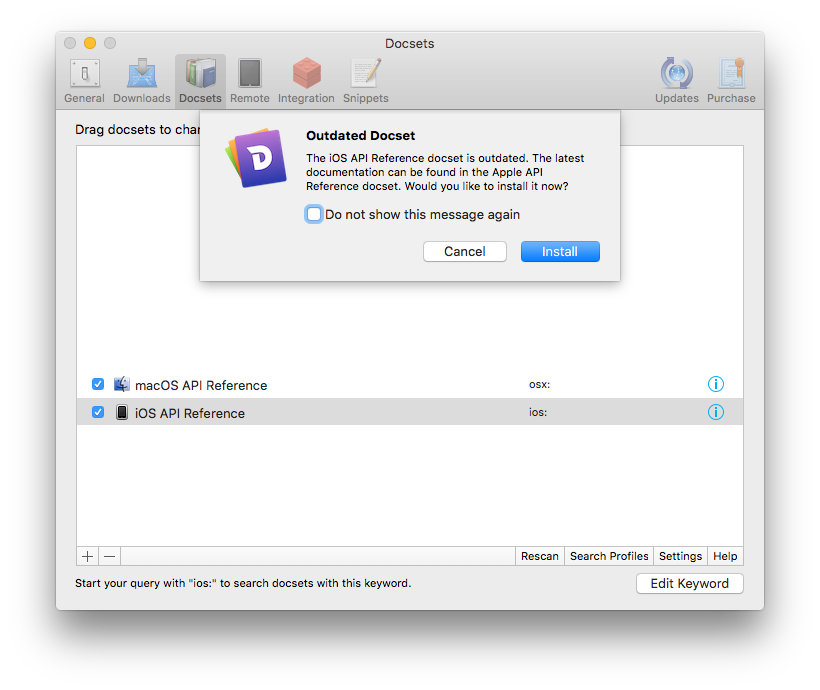 Docsets
General Downloads Docsets Remote Integration Snippets Updates Purchase
Drag docsets to chan
Outdated Docset
The iOS API Reference docset is outdated. The latest
documentation can be found in the Apple API
Reference docset. Would you like to install it now?
Do not show this message again
Cancel Install
macOS API Reference osx:
iOS API Reference ios:
Rescan Search Profiles Settings Help
Start your query with "ios:" to search docsets with this keyword.
Edit Keyword